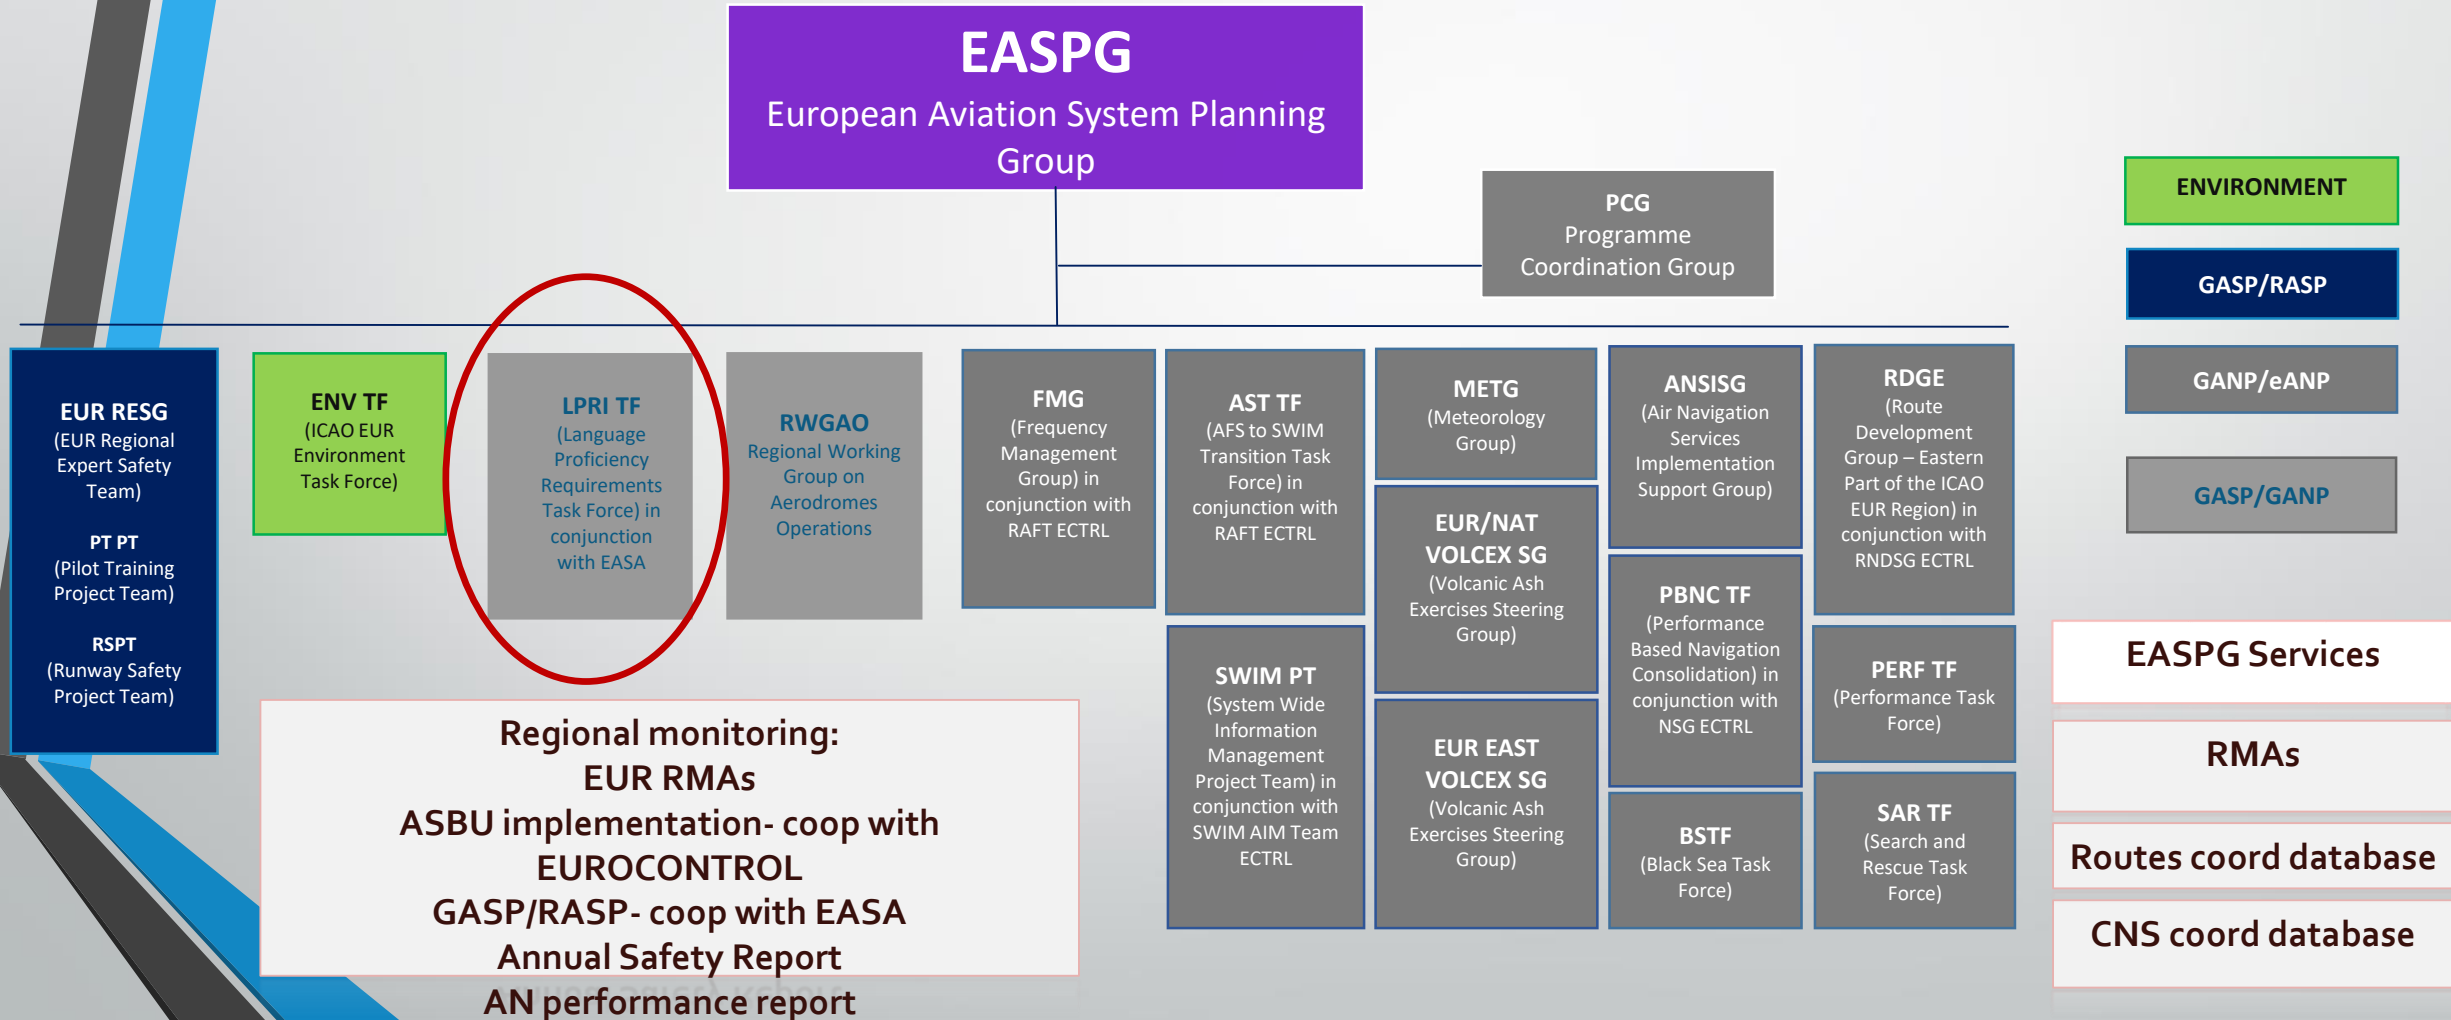 EASPG
European Aviation System Planning
Group
PCG
Programme
Coordination Group
ENVIRONMENT
GASP/RASP
GANP/eANP
GASP/GANP
EUR RESG
(EUR Regional
Expert Safety
Team)
PT PT
(Pilot Training
Project Team)
RSPT
(Runway Safety
Project Team)
ENV TF
(ICAO EUR
Environment
Task Force)
LPRI TF
(Language
Proficiency
Requirements
Task Force) in
conjunction
with EASA
RWGAO
Regional Working
Group on
Aerodromes
Operations
FMG
(Frequency
Management
Group) in
conjunction with
RAFT ECTRL
AST TF
(AFS to SWIM
Transition Task
Force) in
conjunction with
RAFT ECTRL
SWIM PT
(System Wide
Information
Management
Project Team) in
conjunction with
SWIM AIM Team
ECTRL
METG
(Meteorology
Group)
EUR/NAT
VOLCEX SG
(Volcanic Ash
Exercises Steering
Group)
EUR EAST
VOLCEX SG
(Volcanic Ash
Exercises Steering
Group)
ANSISG
(Air Navigation
Services
Implementation
Support Group)
PBNC TF
(Performance
Based Navigation
Consolidation) in
conjunction with
NSG ECTRL
BSTF
(Black Sea Task
Force)
RDGE
(Route
Development
Group – Eastern
Part of the ICAO
EUR Region) in
conjunction with
RNDSG ECTRL
PERF TF
(Performance Task
Force)
SAR TF
(Search and
Rescue Task
Force)
Regional monitoring:
EUR RMAs
ASBU implementation- coop with
EUROCONTROL
GASP/RASP- coop with EASA
Annual Safety Report
AN performance report
EASPG Services
RMAs
Routes coord database
CNS coord database